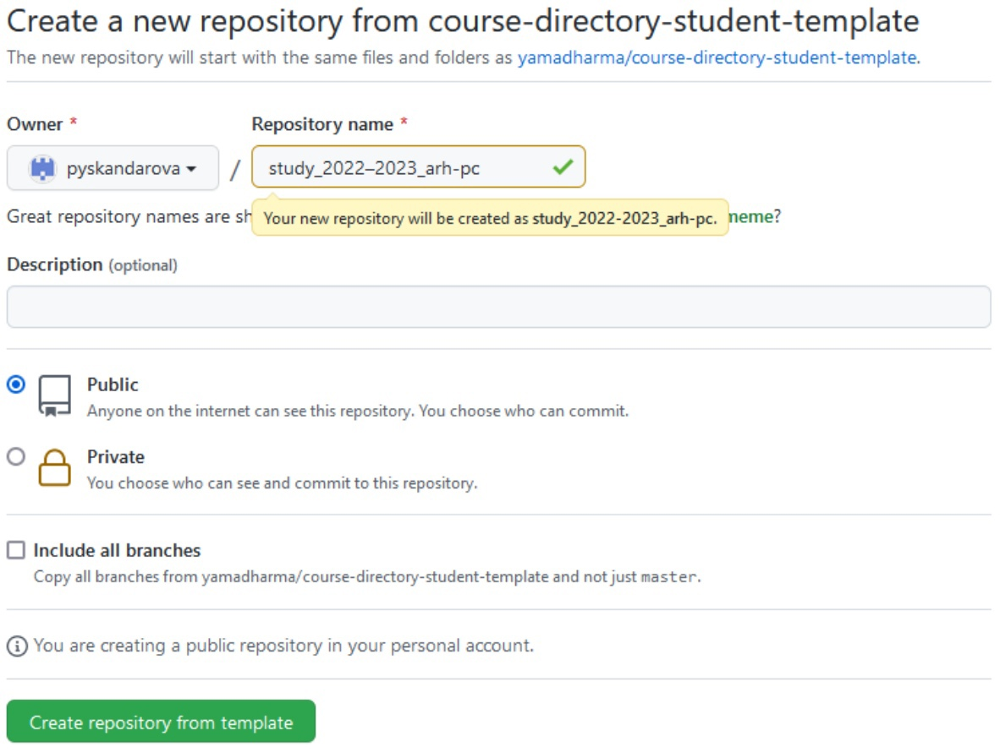 Create a new repository from course-directory-student-template
The new repository will start with the same files and folders as yamadharma/course-directory-student-template.
Owner * Repository name *
pyskandarova / study_2022–2023_arh-pc
Great repository names are sh
Your new repository will be created as study_2022-2023_arh-pc.
neme?
Description (optional)
Public
Anyone on the internet can see this repository. You choose who can commit.
Private
You choose who can see and commit to this repository.
Include all branches
Copy all branches from yamadharma/course-directory-student-template and not just master.
You are creating a public repository in your personal account.
Create repository from template